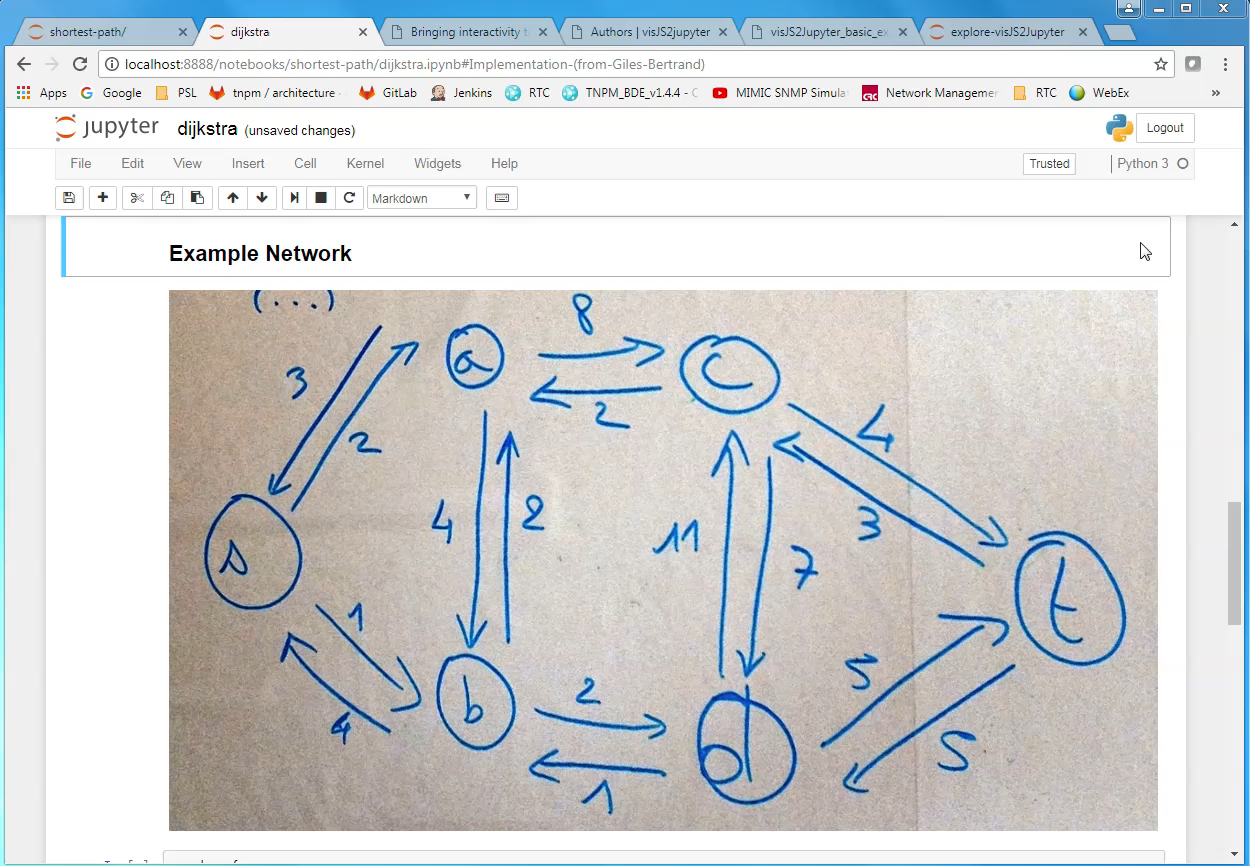 shortest-path/
dijkstra
Bringing interactivity t
Authors | visJS2jupyter
visJS2Jupyter_basic_ex
explore-visJS2Jupyter
localhost:8888/notebooks/shortest-path/dijkstra.ipynb#Implementation-(from-Giles-Bertrand)
Apps Google PSL tnpm / architecture GitLab Jenkins RTC TNPM_BDE_v1.4.4 - MIMIC SNMP Simula Network Managemen RTC WebEx »
jupyter dijkstra (unsaved changes) Logout
File Edit View Insert Cell Kernel Widgets Help Trusted Python 3
Markdown
Example Network
(...)
8
a c
3
2
2
4
4 2 11 3
7
s t
1
5
b 2 d
4
1
5